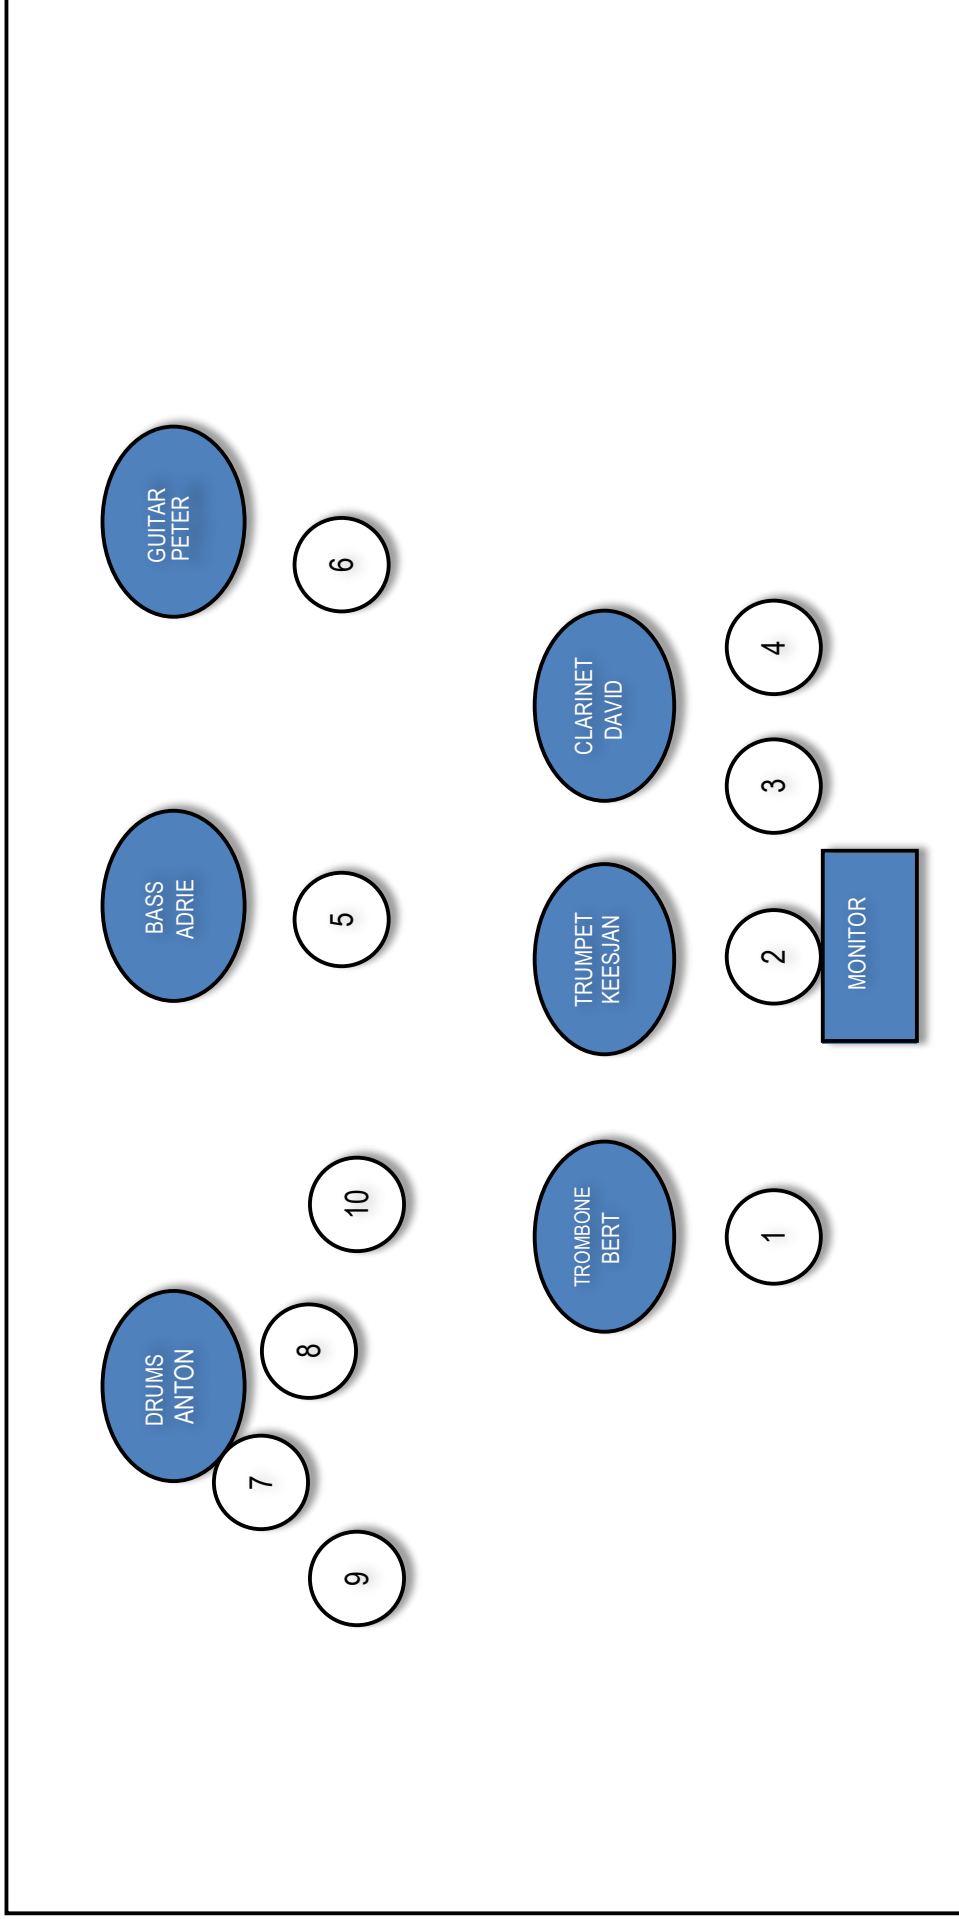 DRUMS
ANTON
BASS
ADRIE
GUITAR
PETER
7
8
9
10
5
6
TROMBONE
BERT
TRUMPET
KEESJAN
CLARINET
DAVID
1
2
3
4
MONITOR